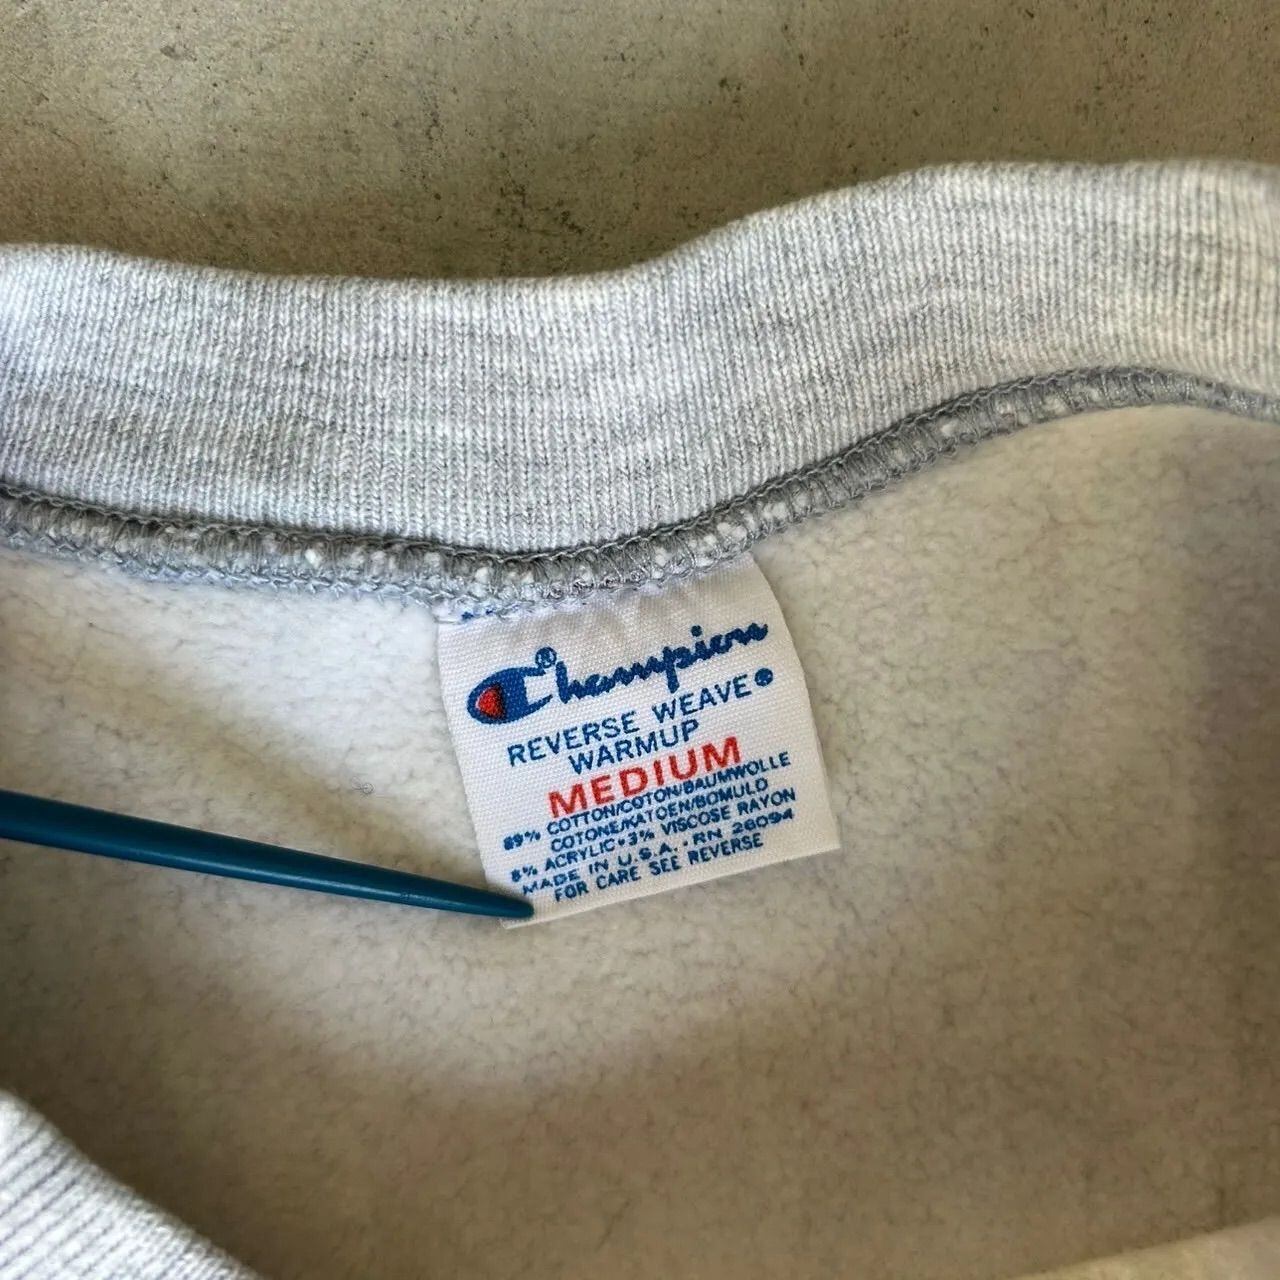 Champion®
REVERSE WEAVE®
WARMUP
MEDIUM
89% COTTON/COTON/BAUMWOLLE
COTONE/KATOEN/BOMULD
8% ACRYLIC • 3% VISCOSE RAYON
MADE IN U.S.A. • RN 26094
FOR CARE SEE REVERSE